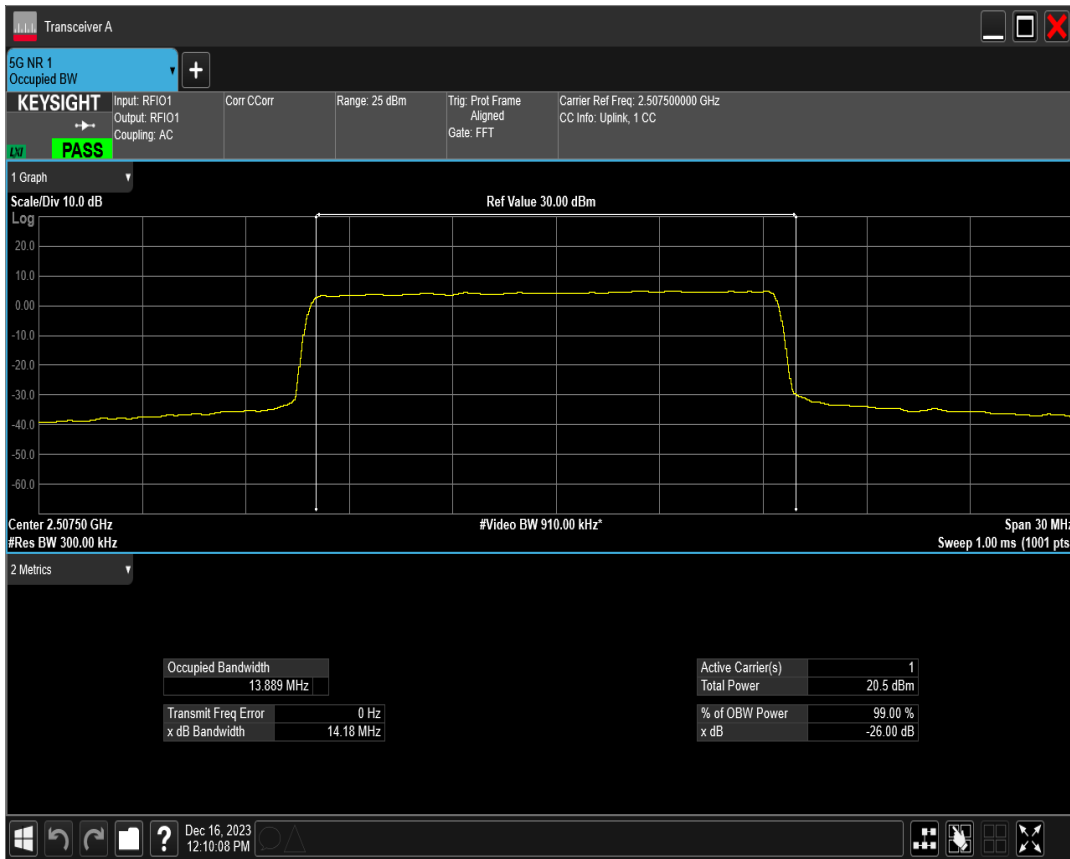 Transceiver A
5G NR 1
Occupied BW
+
KEYSIGHT
LXI
PASS
Input: RFIO1
Output: RFIO1
Coupling: AC
Corr CCorr
Range: 25 dBm
Trig: Prot Frame
Aligned
Gate: FFT
Carrier Ref Freq: 2.507500000 GHz
CC Info: Uplink, 1 CC
1 Graph
Scale/Div 10.0 dB
Ref Value 30.00 dBm
Log
20.0
10.0
0.00
-10.0
-20.0
-30.0
-40.0
-50.0
-60.0
Center 2.50750 GHz
#Video BW 910.00 kHz*
Span 30 MHz
#Res BW 300.00 kHz
Sweep 1.00 ms (1001 pts
2 Metrics
Occupied Bandwidth
13.889 MHz
Transmit Freq Error 0 Hz
x dB Bandwidth 14.18 MHz
Active Carrier(s) 1
Total Power 20.5 dBm
% of OBW Power 99.00 %
x dB -26.00 dB
?
Dec 16, 2023
12:10:08 PM